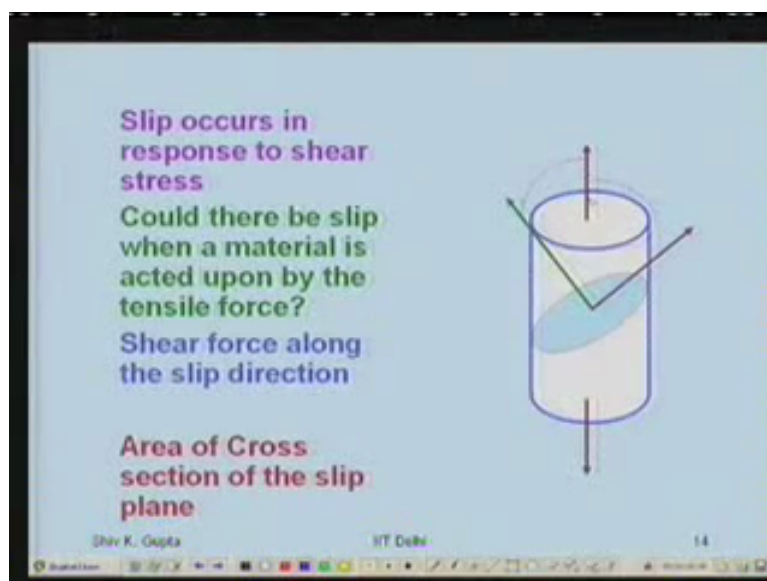 Slip occurs in
response to shear
stress
Could there be slip
when a material is
acted upon by the
tensile force?
Shear force along
the slip direction
Area of Cross
section of the slip
plane
Shiv K. Gupta IIT Delhi 14